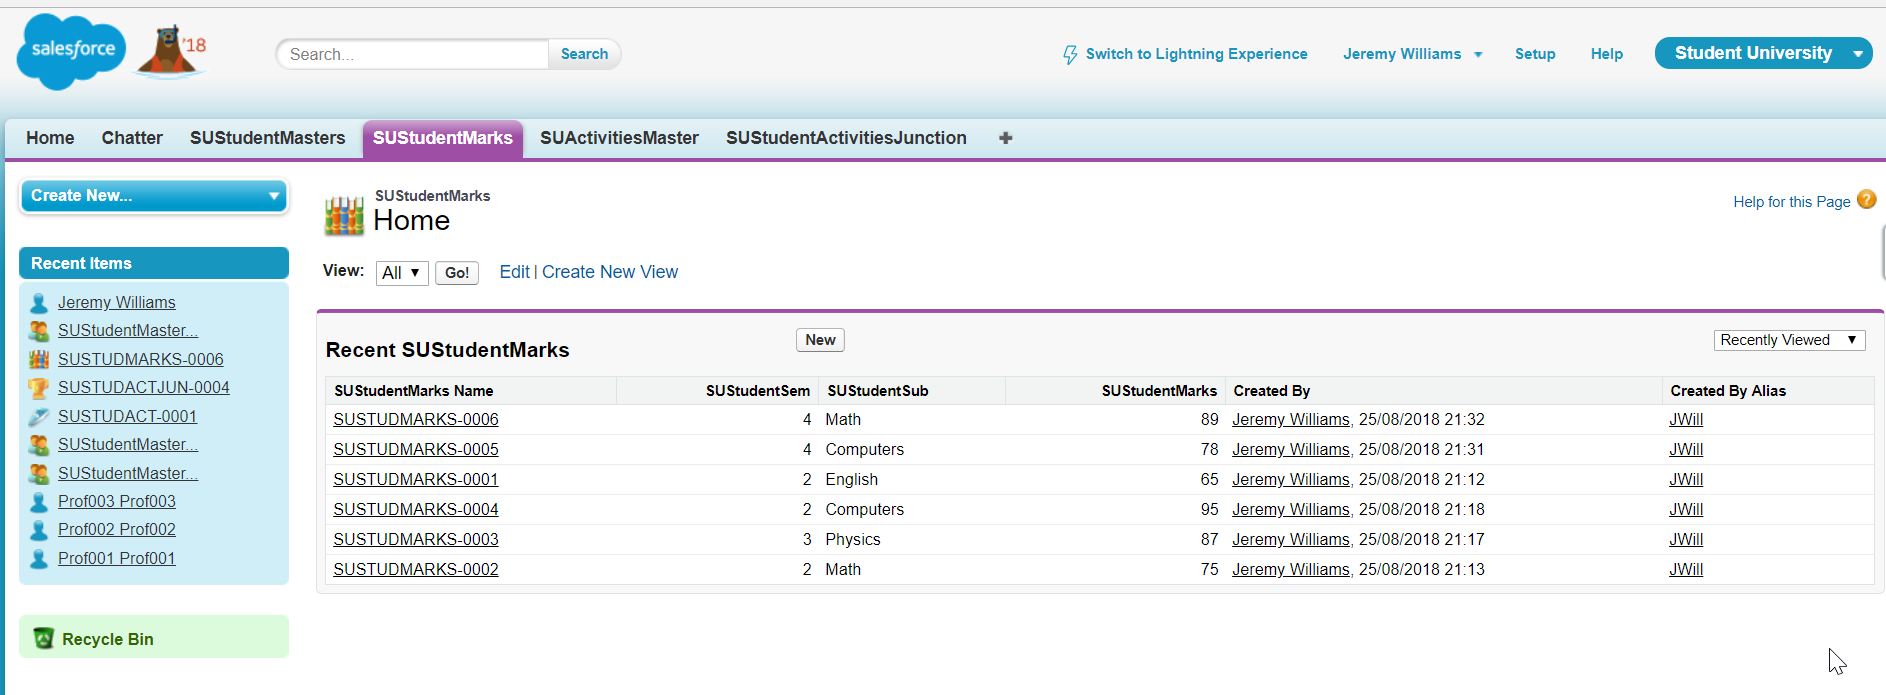 salesforce '18 Search... Search Switch to Lightning Experience Jeremy Williams Setup Help Student University
Home Chatter SUStudentMasters SUStudentMarks SUActivitiesMaster SUStudentActivitiesJunction
Create New...
Recent Items
Jeremy Williams
SUStudentMaster...
SUSTUDMARKS-0006
SUSTUDACTJUN-0004
SUSTUDACT-0001
SUStudentMaster...
SUStudentMaster...
Prof003 Prof003
Prof002 Prof002
Prof001 Prof001
Recycle Bin
SUStudentMarks
Home
Help for this Page ?
View: All Go! Edit | Create New View
Recent SUStudentMarks New Recently Viewed
SUStudentMarks Name SUStudentSem SUStudentSub SUStudentMarks Created By Created By Alias
SUSTUDMARKS-0006 4 Math 89 Jeremy Williams, 25/08/2018 21:32 JWill
SUSTUDMARKS-0005 4 Computers 78 Jeremy Williams, 25/08/2018 21:31 JWill
SUSTUDMARKS-0001 2 English 65 Jeremy Williams, 25/08/2018 21:12 JWill
SUSTUDMARKS-0004 2 Computers 95 Jeremy Williams, 25/08/2018 21:18 JWill
SUSTUDMARKS-0003 3 Physics 87 Jeremy Williams, 25/08/2018 21:17 JWill
SUSTUDMARKS-0002 2 Math 75 Jeremy Williams, 25/08/2018 21:13 JWill